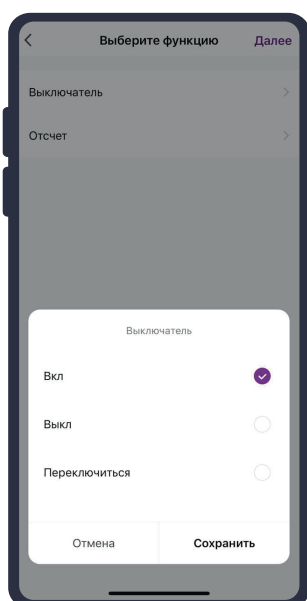 Выберите функцию Далее
Выключатель
Отсчет
Выключатель
Вкл
Выкл
Переключиться
Отмена Сохранить